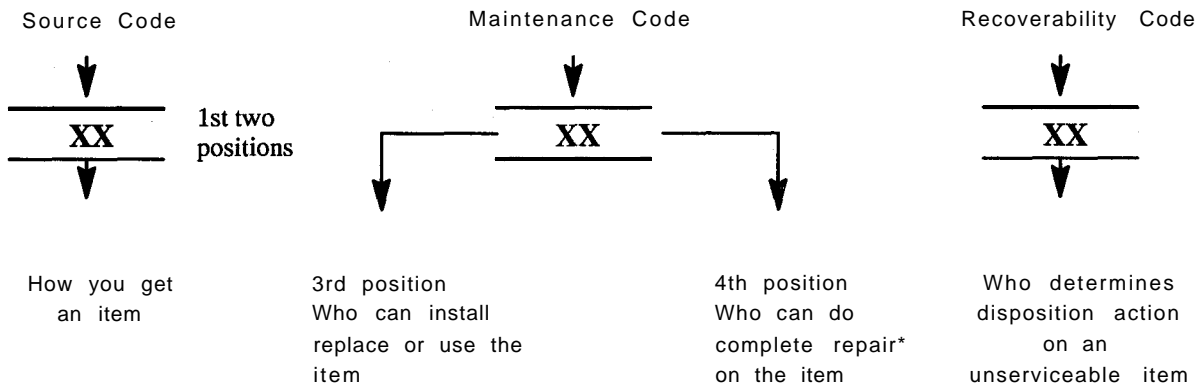 Source Code
Maintenance Code
Recoverability Code
XX
1st two
positions
XX
XX
How you get
an item
3rd position
Who can install
replace or use the
item
4th position
Who can do
complete repair*
on the item
Who determines
disposition action
on an
unserviceable item